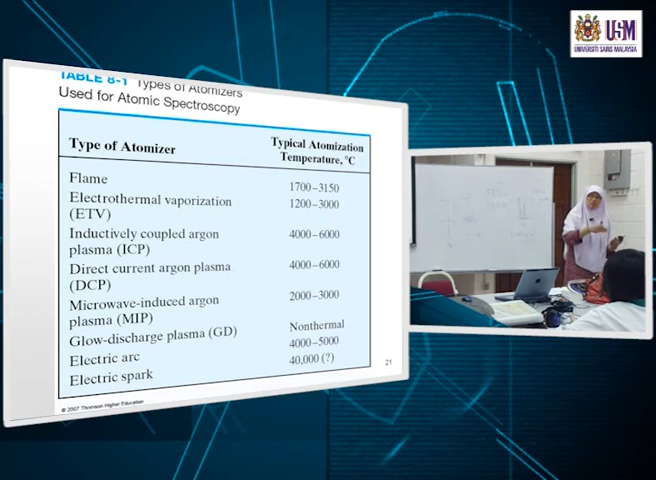 USM
UNIVERSITI SAINS MALAYSIA
TABLE 8-1 Types of Atomizers
Used for Atomic Spectroscopy
Type of Atomizer
Typical Atomization
Temperature, °C
Flame
1700–3150
Electrothermal vaporization
1200–3000
(ETV)
Inductively coupled argon
4000–6000
plasma (ICP)
Direct current argon plasma
4000–6000
(DCP)
Microwave-induced argon
2000–3000
plasma (MIP)
Glow-discharge plasma (GD)
Nonthermal
Electric arc
4000–5000
Electric spark
40,000 (?)
21
© 2007 Thomson Higher Education